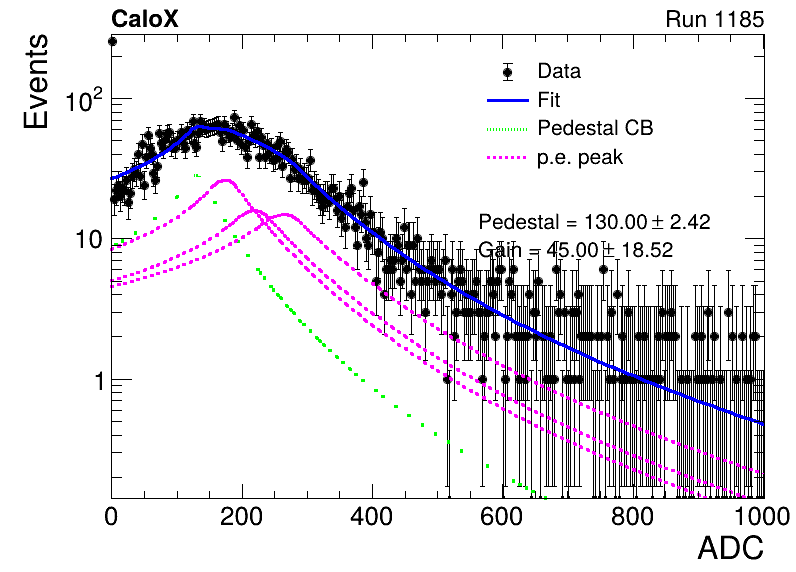 CaloX Run 1185
Events
Data
Fit
Pedestal CB
p.e. peak
Pedestal = 130.00 ± 2.42
Gain = 45.00 ± 18.52
10²
10
1
0 200 400 600 800 1000
ADC